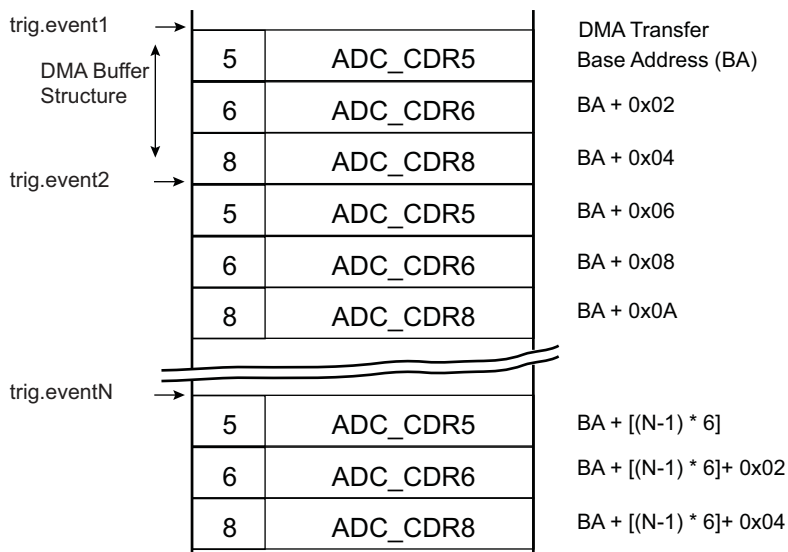 trig.event1
DMA Transfer
5 ADC_CDR5 Base Address (BA)
DMA Buffer
Structure
6 ADC_CDR6 BA + 0x02
8 ADC_CDR8 BA + 0x04
trig.event2
5 ADC_CDR5 BA + 0x06
6 ADC_CDR6 BA + 0x08
8 ADC_CDR8 BA + 0x0A
trig.eventN
5 ADC_CDR5 BA + [(N-1) * 6]
6 ADC_CDR6 BA + [(N-1) * 6]+ 0x02
8 ADC_CDR8 BA + [(N-1) * 6]+ 0x04